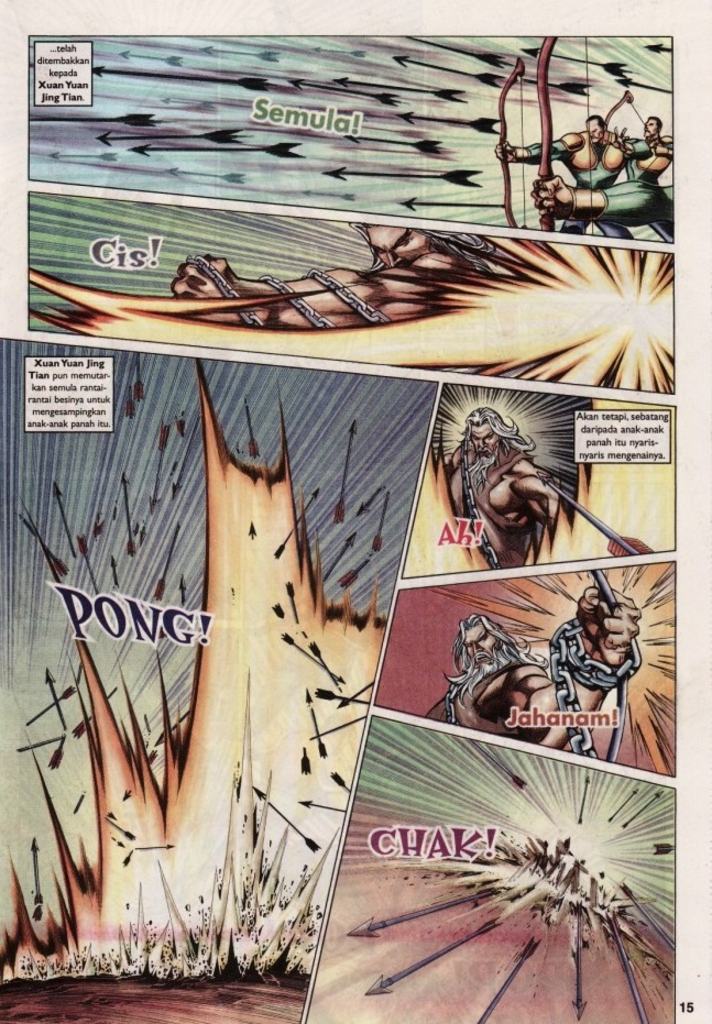 ...telah
ditembakkan
kepada
Xuan Yuan
Jing Tian.
Semula!
Cis!
Xuan Yuan Jing
Tian pun memutar-
kan semula rantai-
rantai besinya untuk
mengesampingkan
anak-anak panah itu.
PONG!
Akan tetapi, sebatang
daripada anak-anak
panah itu nyaris-
nyaris mengenainya.
Ah!
Jahanam!
CHAK!
15